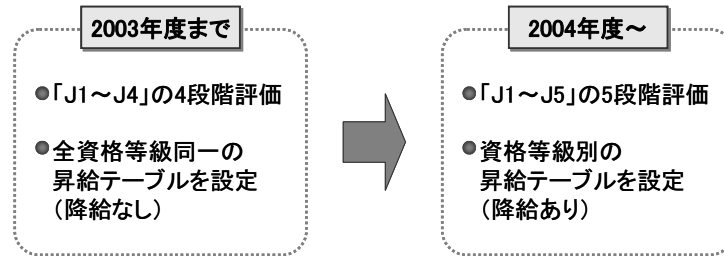 2003年度まで
●「J1～J4」の4段階評価
●全資格等級同一の
昇給テーブルを設定
（降給なし）
2004年度～
●「J1～J5」の5段階評価
●資格等級別の
昇給テーブルを設定
（降給あり）